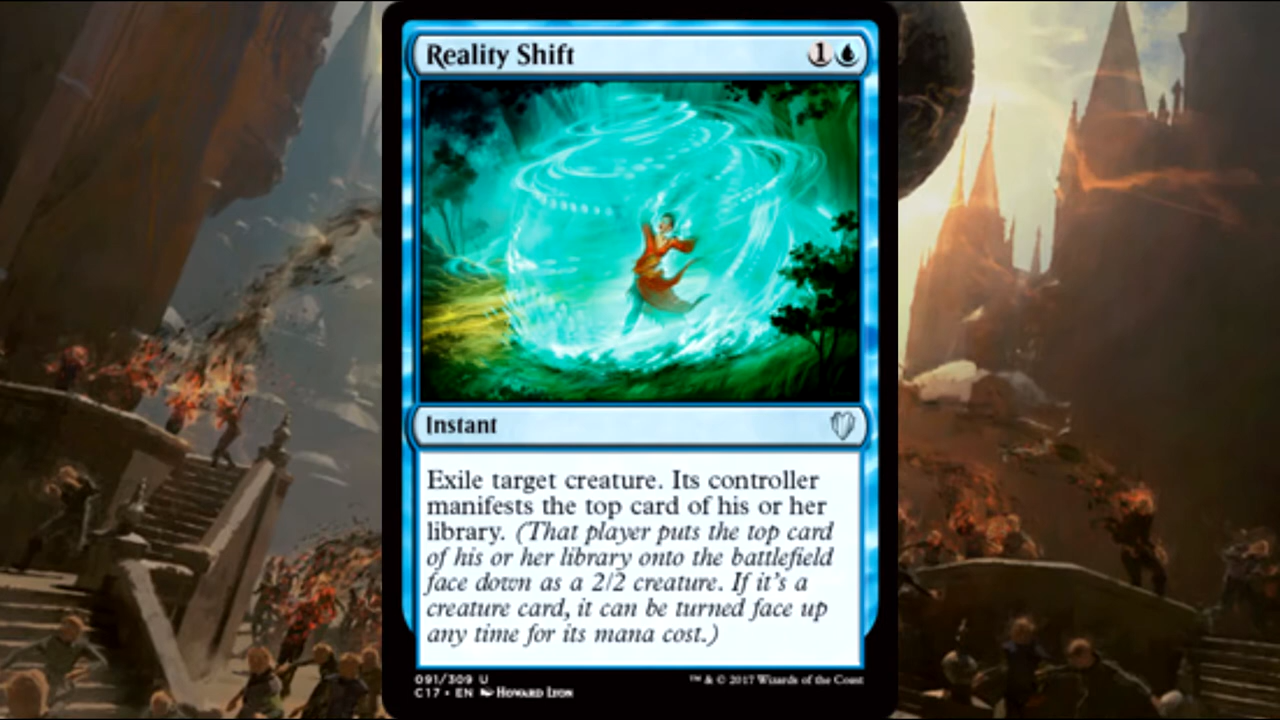 Reality Shift 1
Instant
Exile target creature. Its controller
manifests the top card of his or her
library. (That player puts the top card
of his or her library onto the battlefield
face down as a 2/2 creature. If it's a
creature card, it can be turned face up
any time for its mana cost.)
091/309 U
C17 • EN Howard Lyon
™ & © 2017 Wizards of the Coast